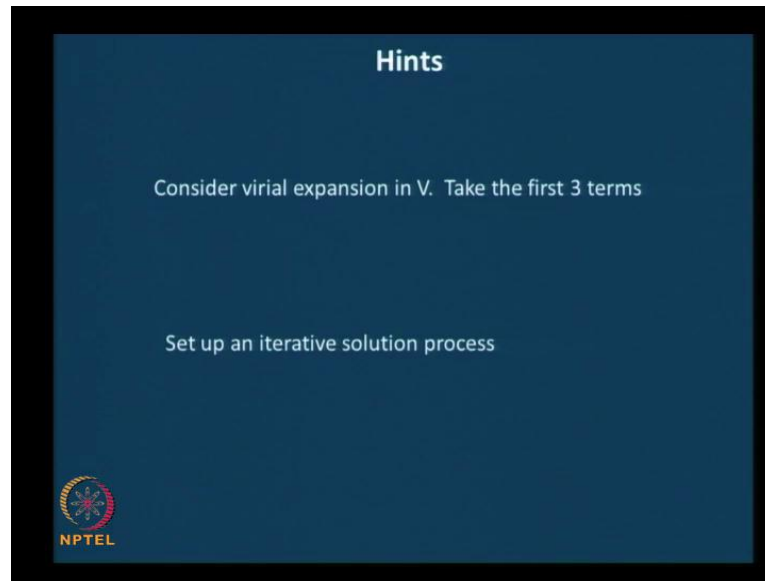 Hints
Consider virial expansion in V. Take the first 3 terms
Set up an iterative solution process
NPTEL